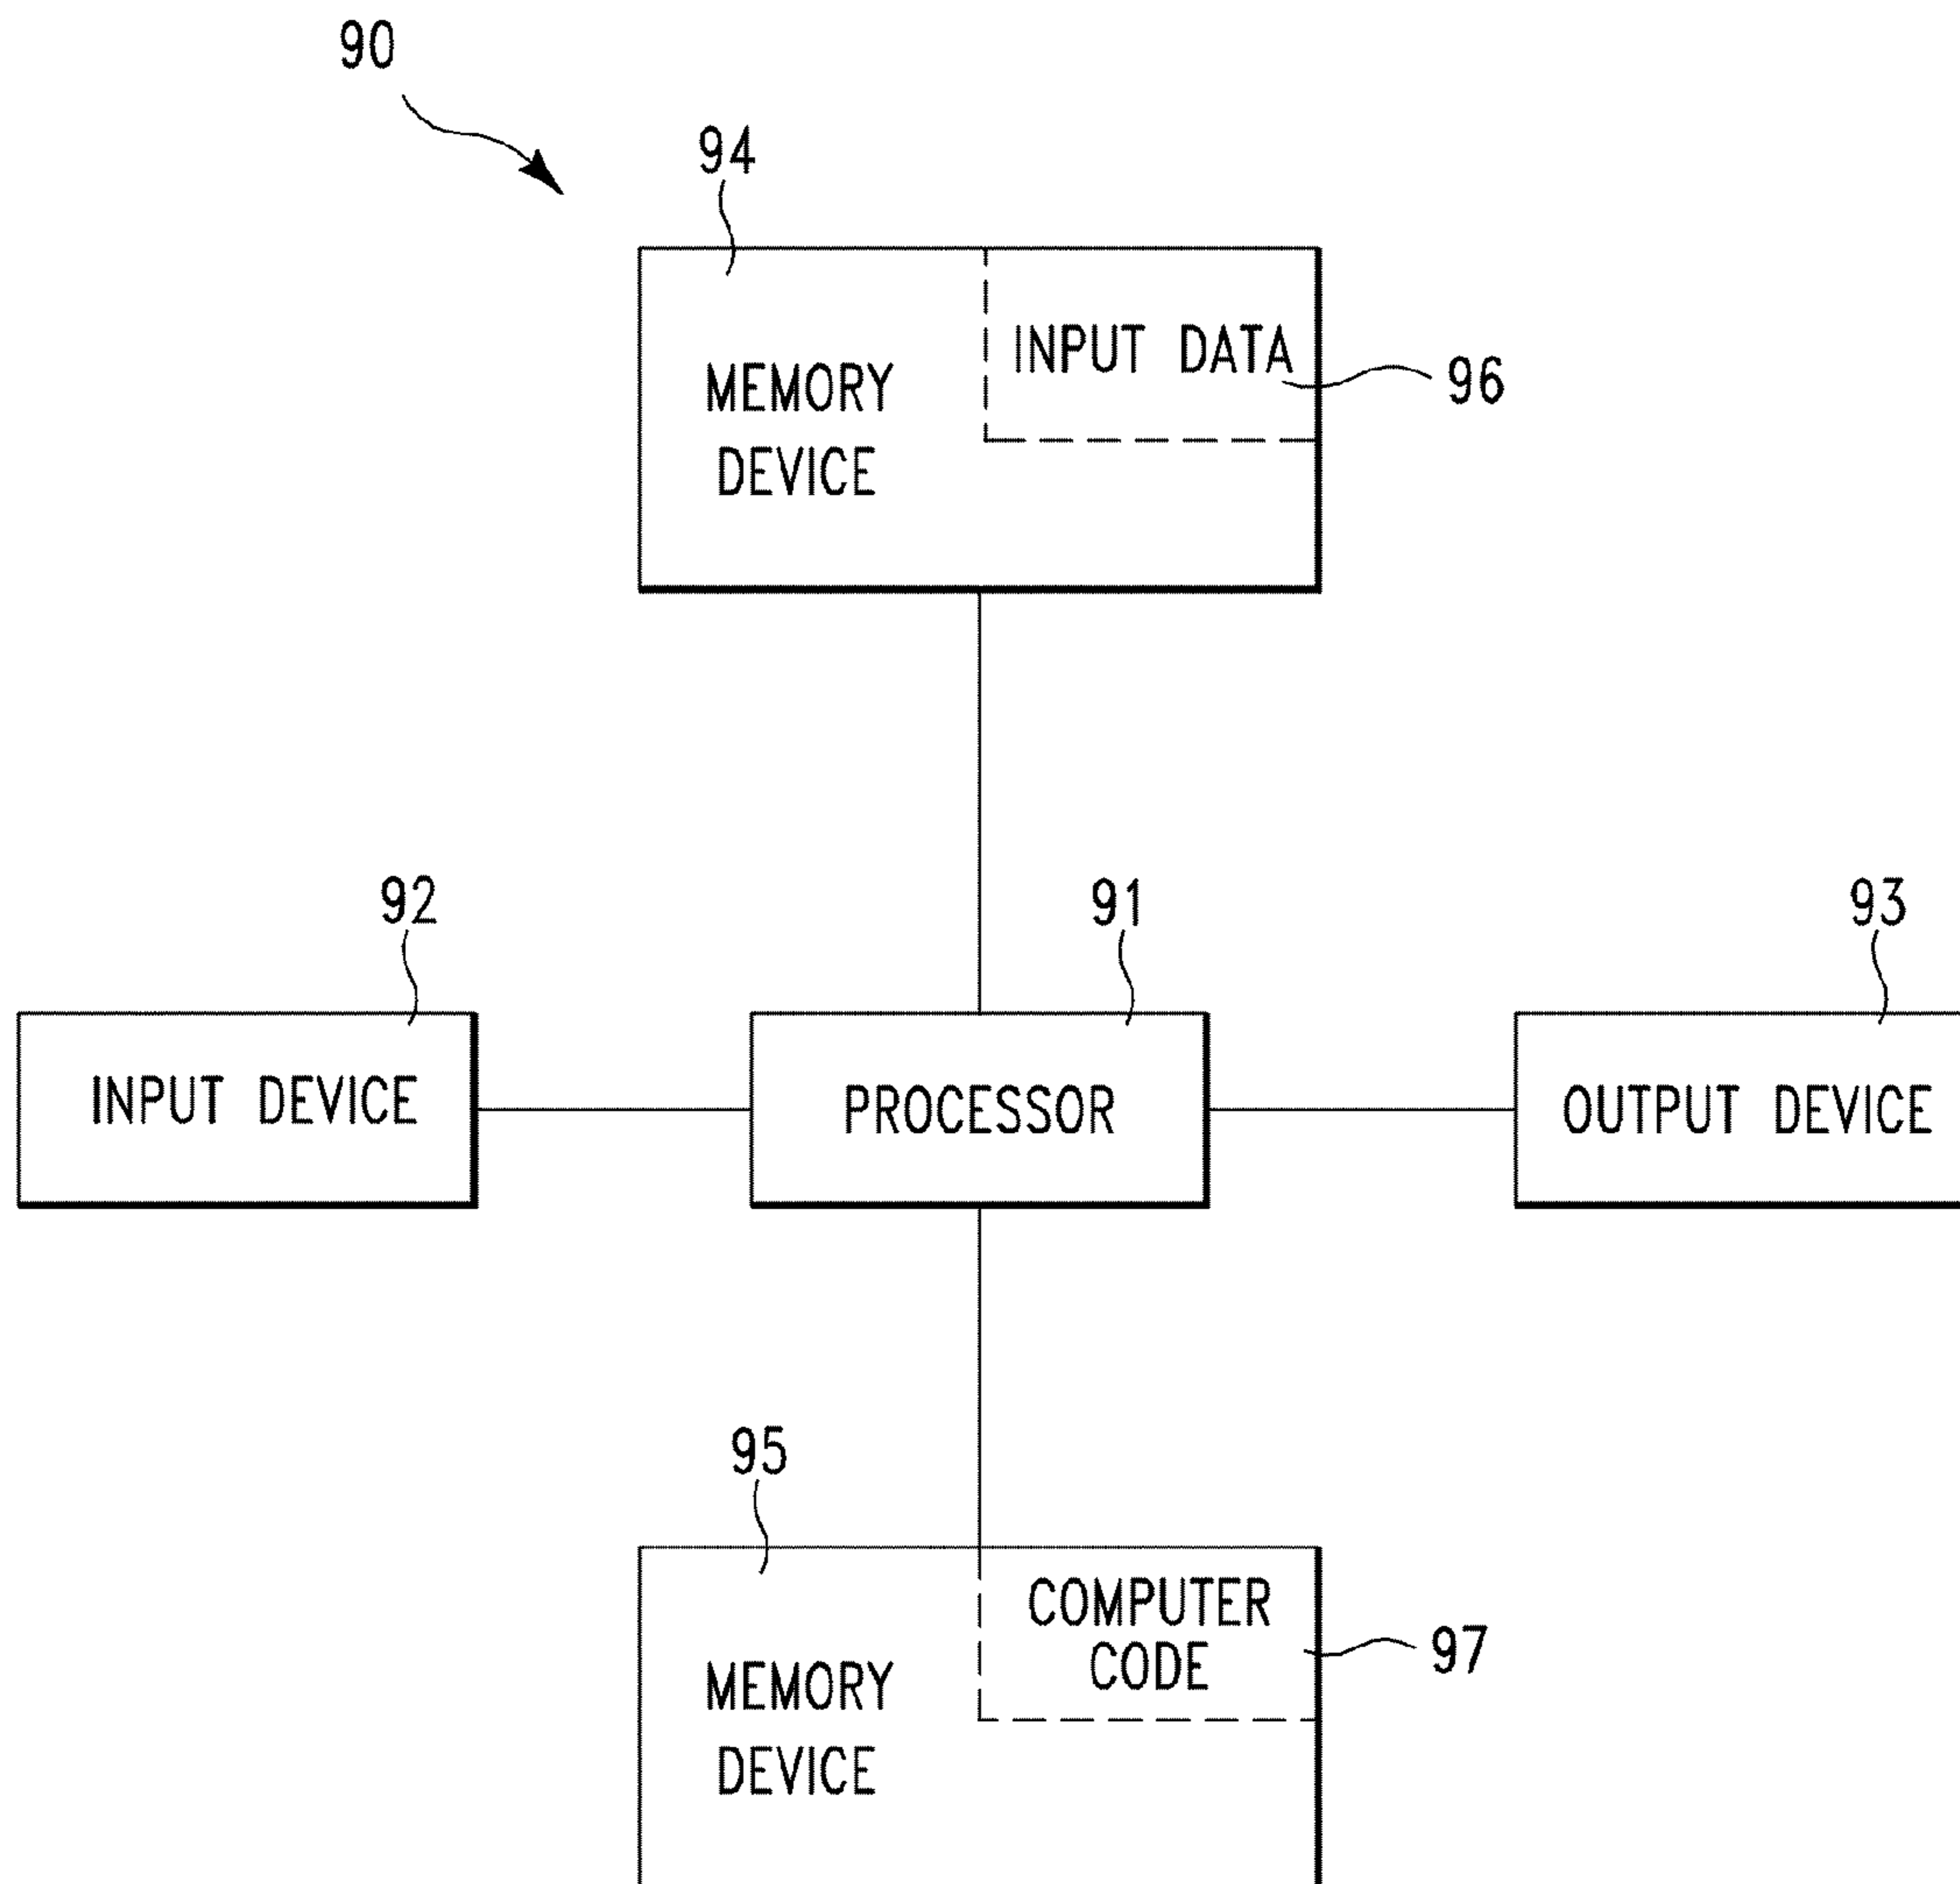 90
94
INPUT DATA
96
MEMORY
DEVICE
92
91
93
INPUT DEVICE
PROCESSOR
OUTPUT DEVICE
95
COMPUTER
CODE
97
MEMORY
DEVICE